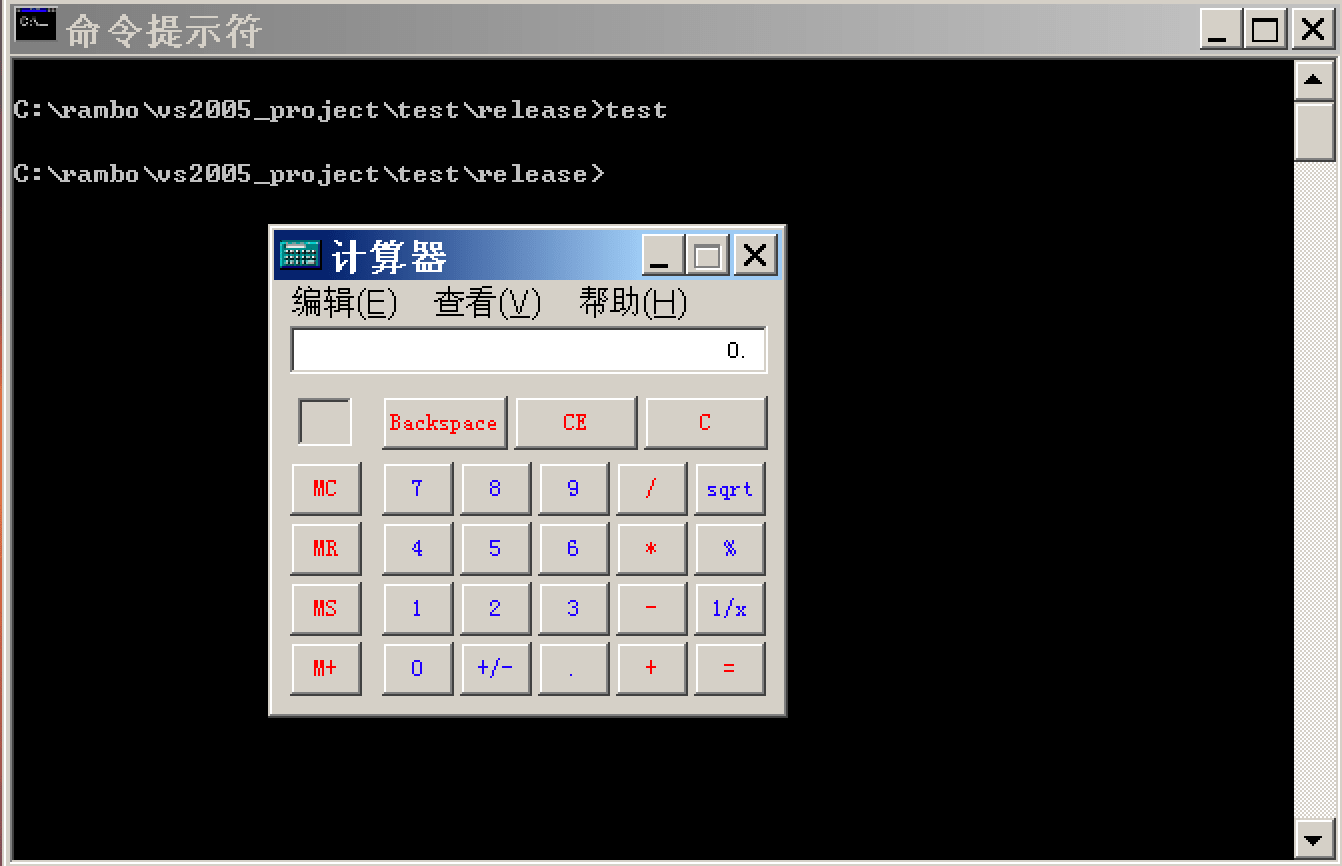 命令提示符
C:\rambo\vs2005_project\test\release>test
C:\rambo\vs2005_project\test\release>
计算器
编辑(E) 查看(V) 帮助(H)
0.
Backspace CE C
MC 7 8 9 / sqrt
MR 4 5 6 * %
MS 1 2 3 - 1/x
M+ 0 +/- . + =